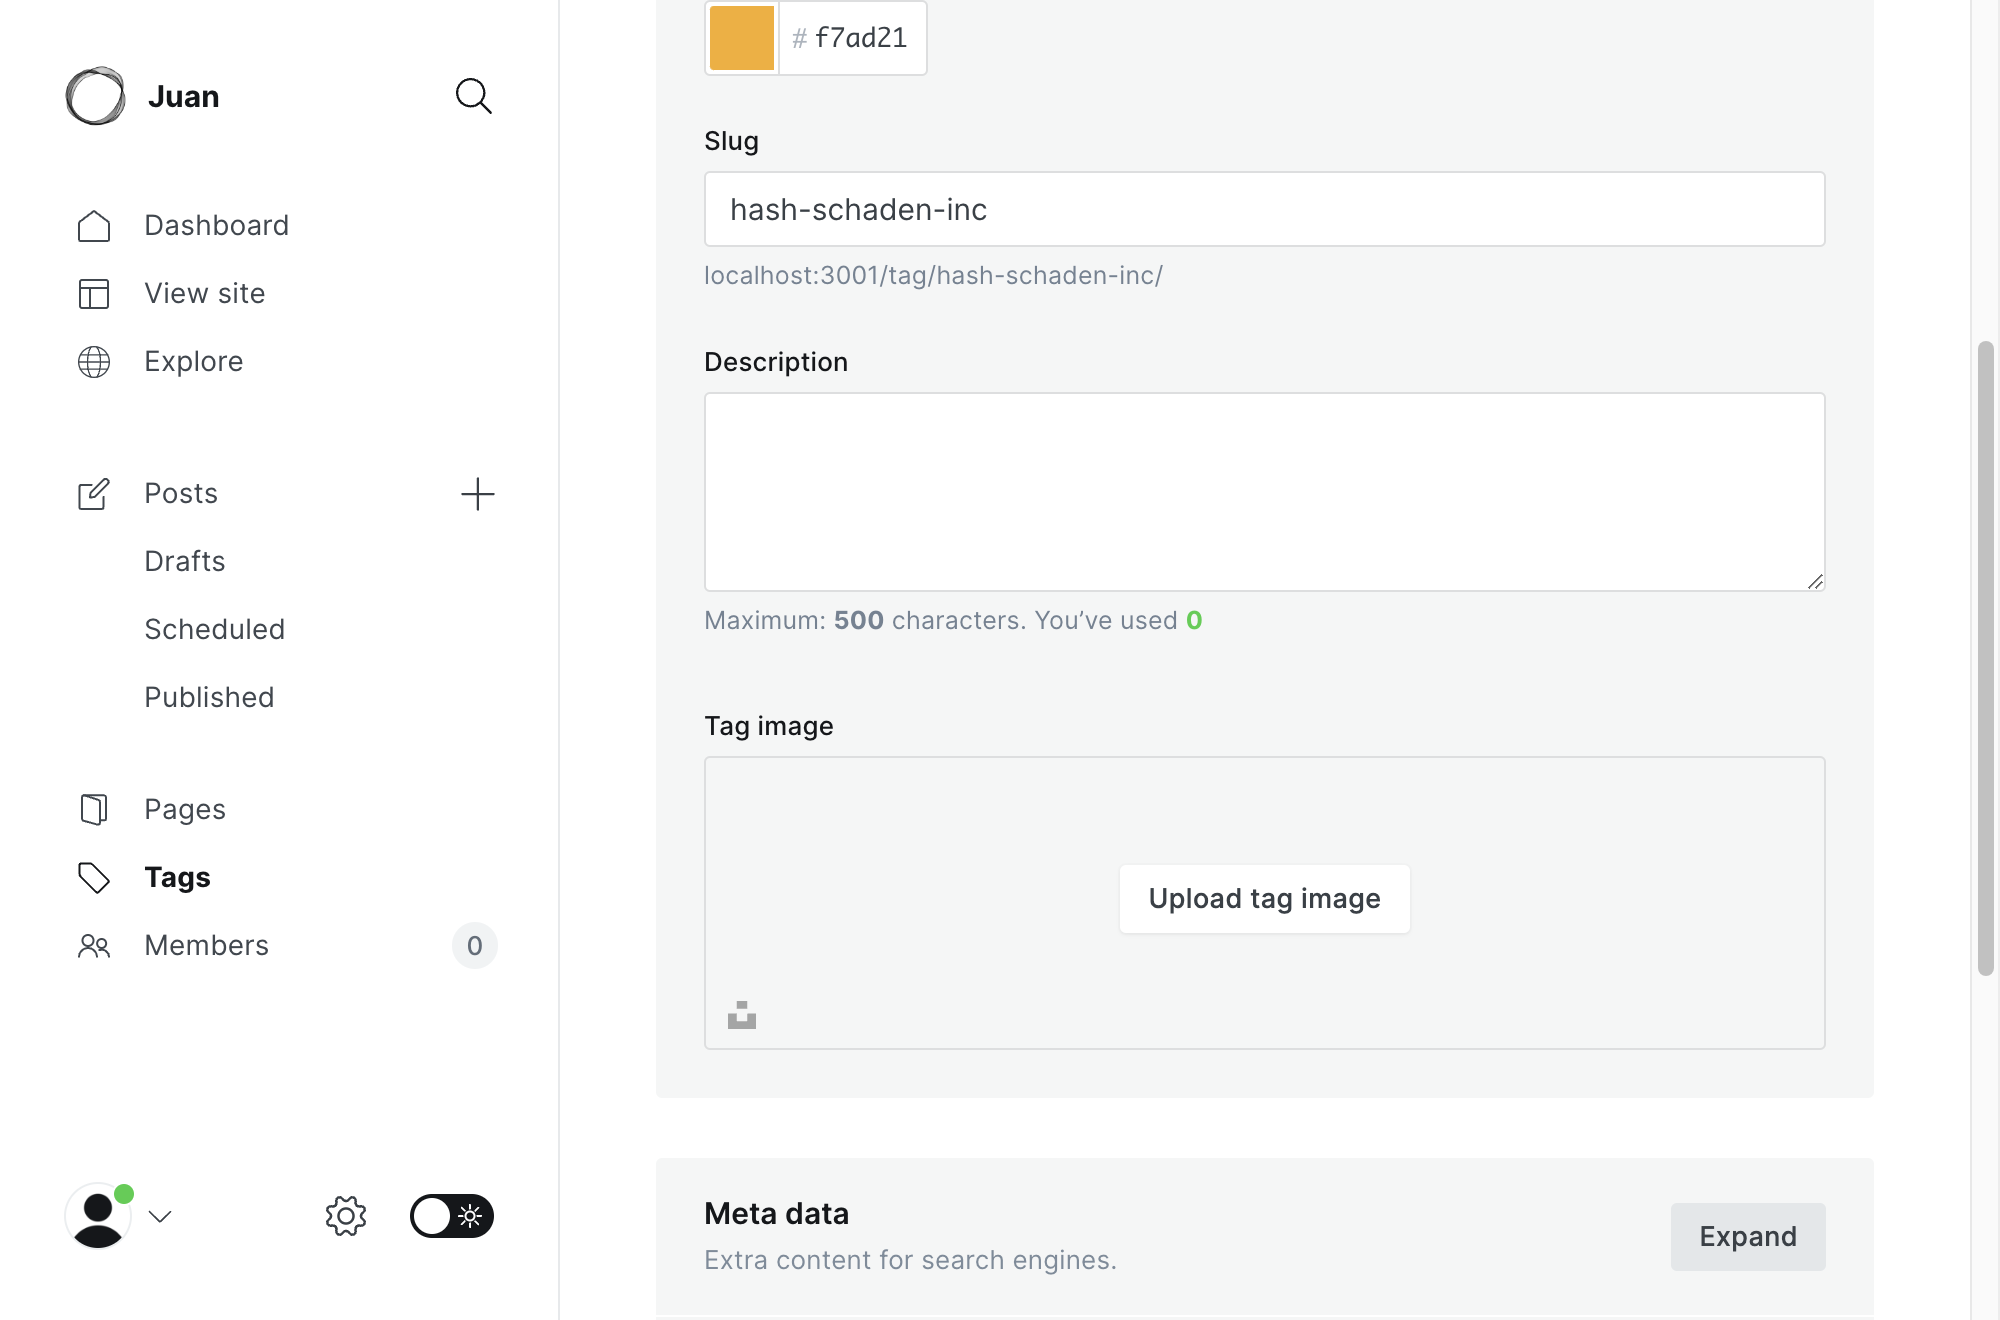 Juan
Dashboard
View site
Explore
Posts
Drafts
Scheduled
Published
Pages
Tags
Members 0
# f7ad21
Slug
hash-schaden-inc
localhost:3001/tag/hash-schaden-inc/
Description
Maximum: 500 characters. You’ve used 0
Tag image
Upload tag image
Meta data
Extra content for search engines.
Expand